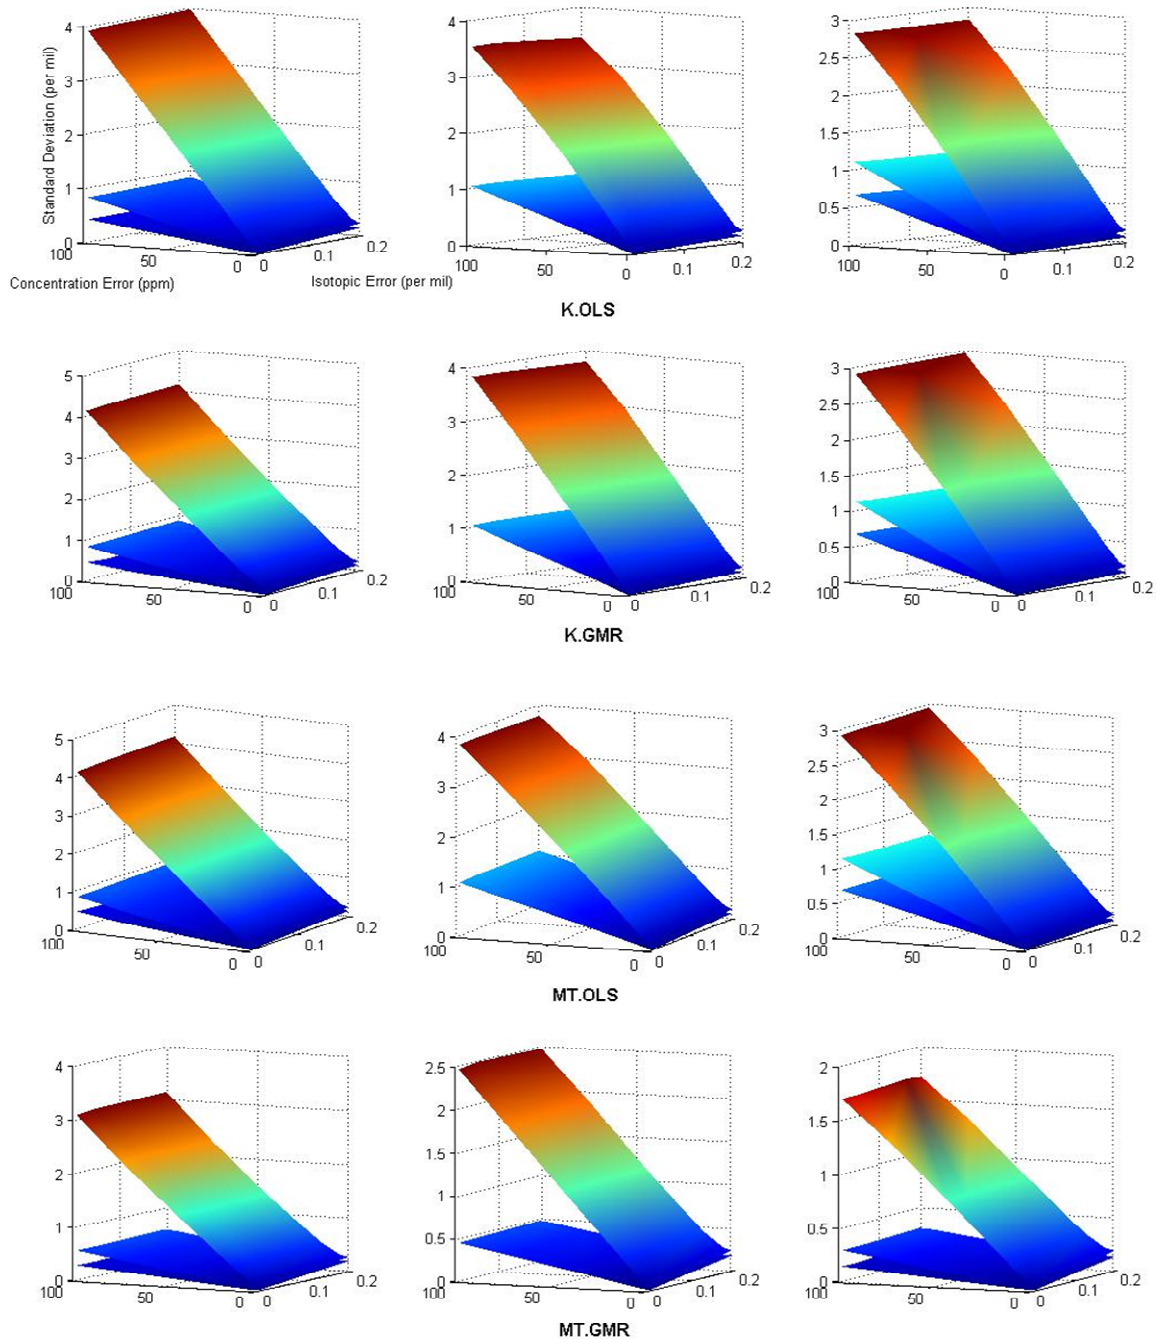 4 3 2 1 0
Standard Deviation (per mil)
100 50 0 0 0.2
4 3 2 1 0
100 50 0 0.1 0.2
3 2.5 2 1.5 1 0.5 0
100 50 0 0.1 0.2
Concentration Error (ppm) Isotopic Error (per mil)
K.OLS
5 4 3 2 1 0
100 50 0 0 0.1 0.2
4 3 2 1 0
100 50 0 0 0.1 0.2
3 2.5 2 1.5 1 0.5 0
100 50 0 0 0.1 0.2
K.GMR
5 4 3 2 1 0
100 50 0 0 0.1 0.2
4 3 2 1 0
100 50 0 0 0.1 0.2
3 2.5 2 1.5 1 0.5 0
100 50 0 0 0.1 0.2
MT.OLS
4 3 2 1 0
100 50 0 0 0.1 0.2
2.5 2 1.5 1 0.5 0
100 50 0 0 0.1 0.2
2 1.5 1 0.5 0
100 50 0 0 0.1 0.2
MT.GMR